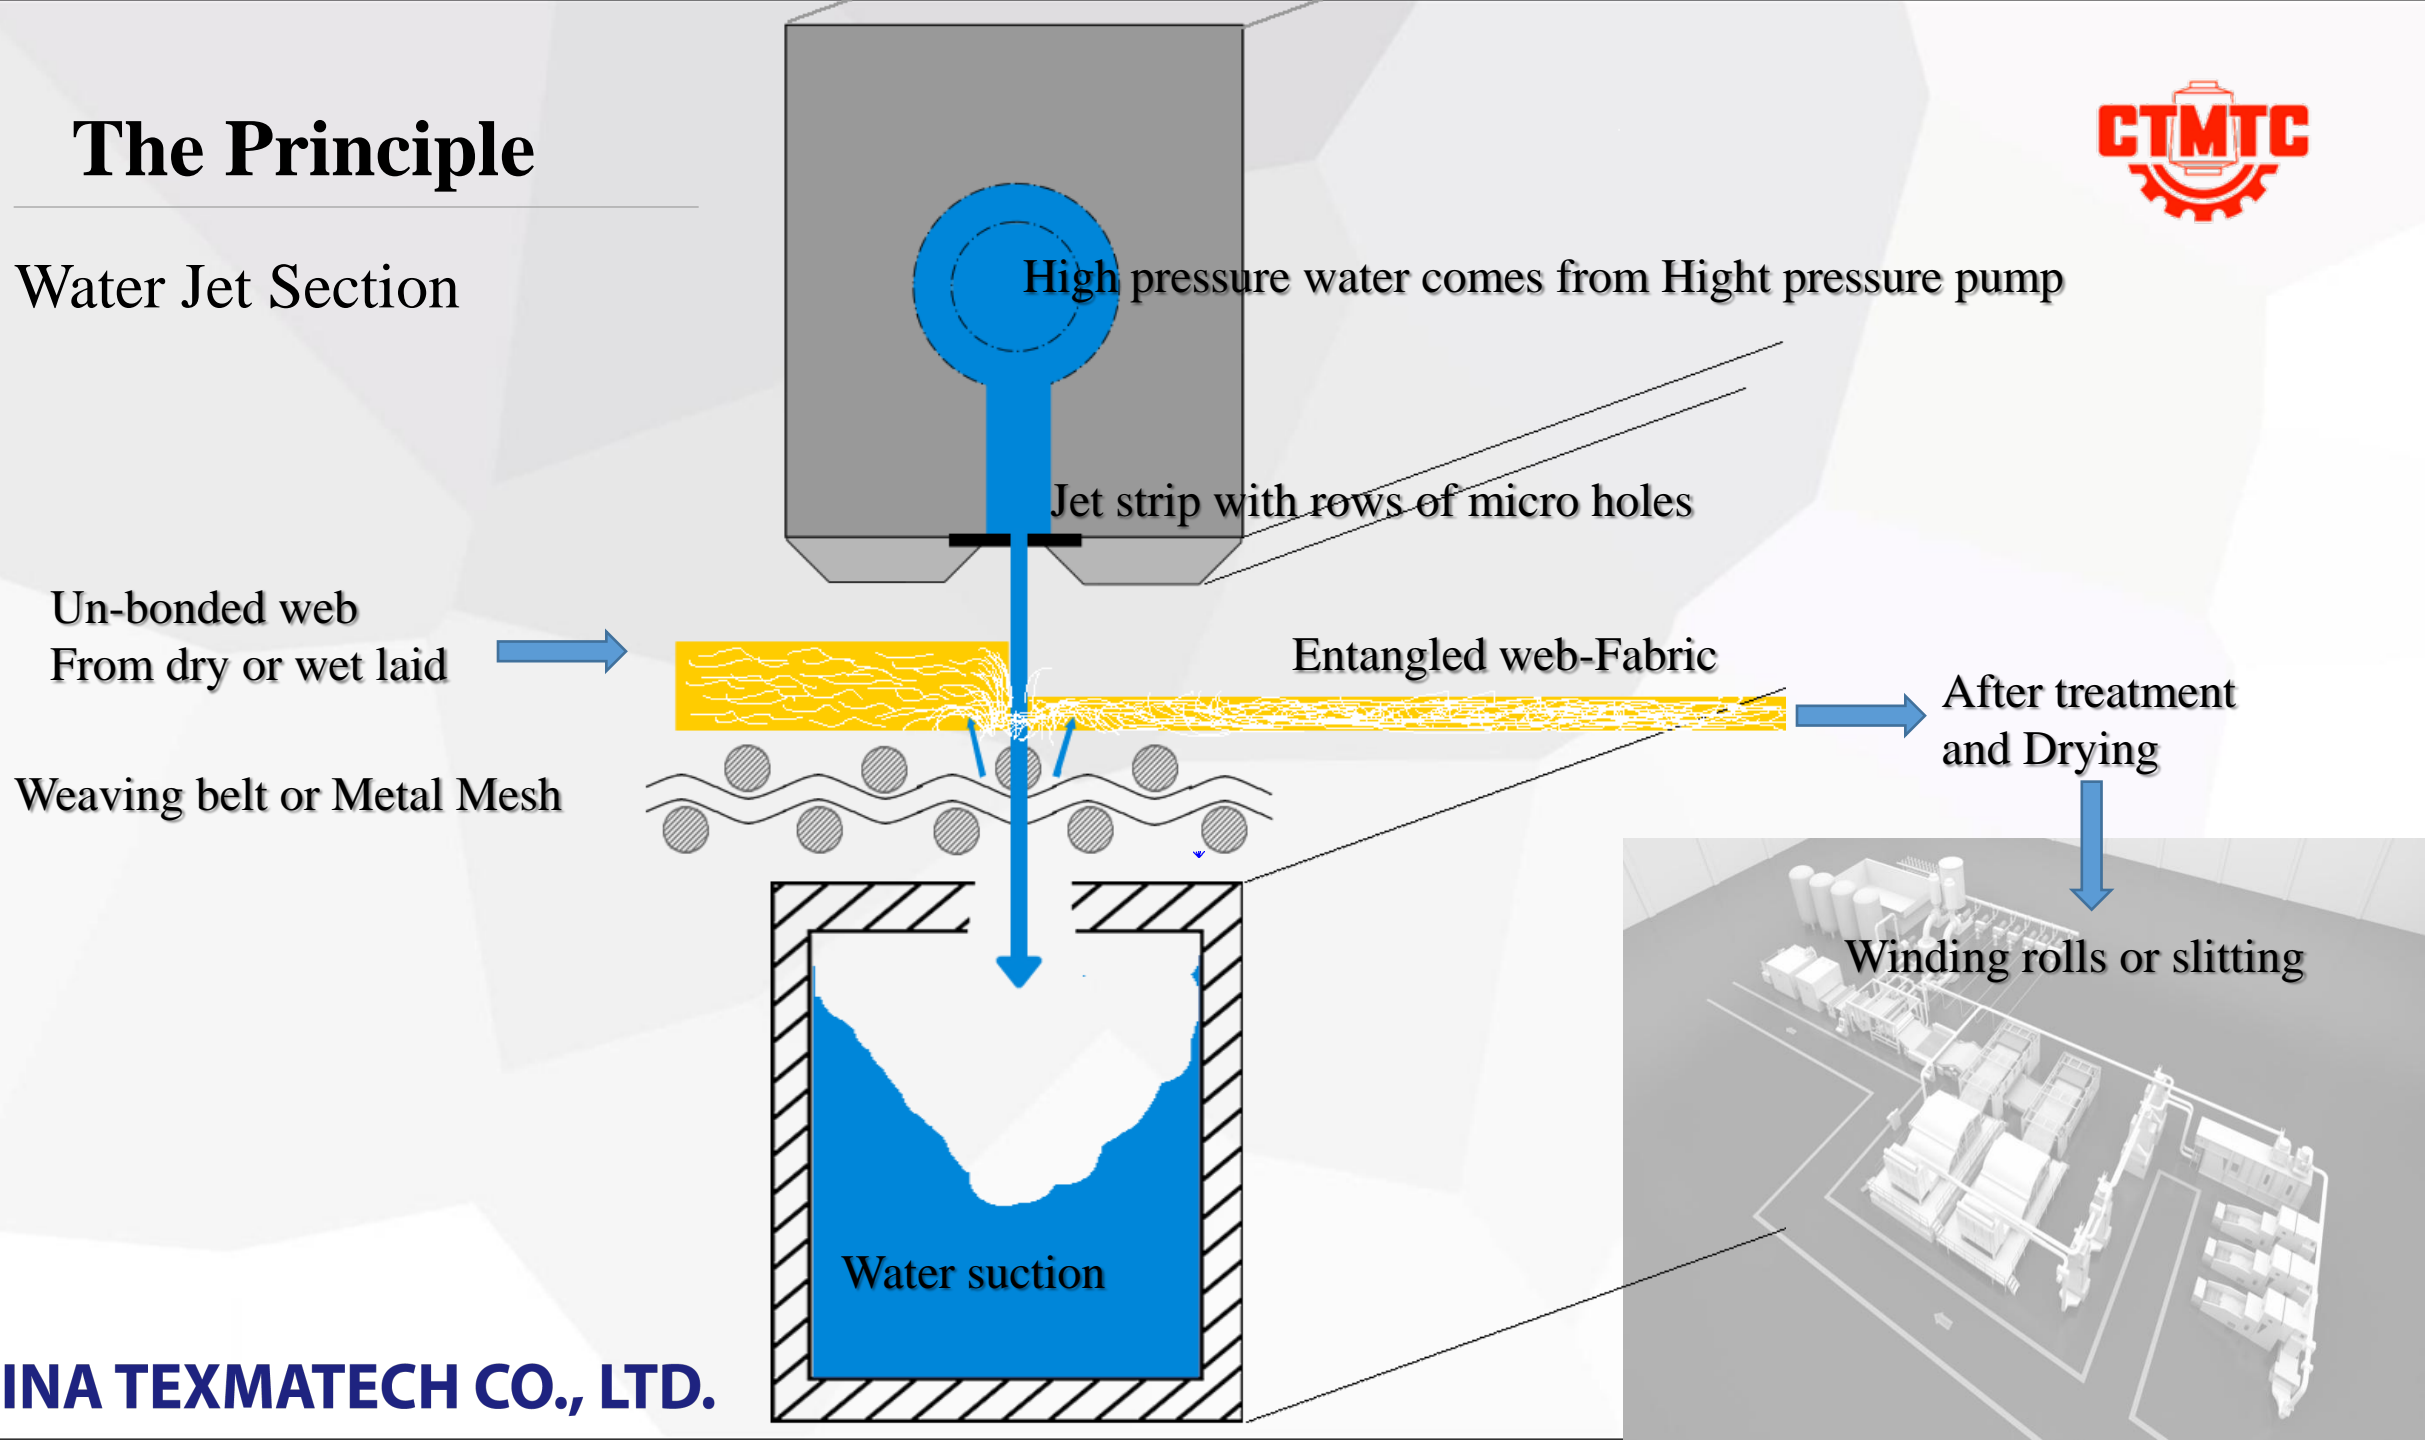 The Principle
CTMTC
Water Jet Section
High pressure water comes from Hight pressure pump
Jet strip with rows of micro holes
Un-bonded web
From dry or wet laid
Entangled web-Fabric
After treatment
and Drying
Weaving belt or Metal Mesh
Winding rolls or slitting
Water suction
INA TEXMATECH CO., LTD.